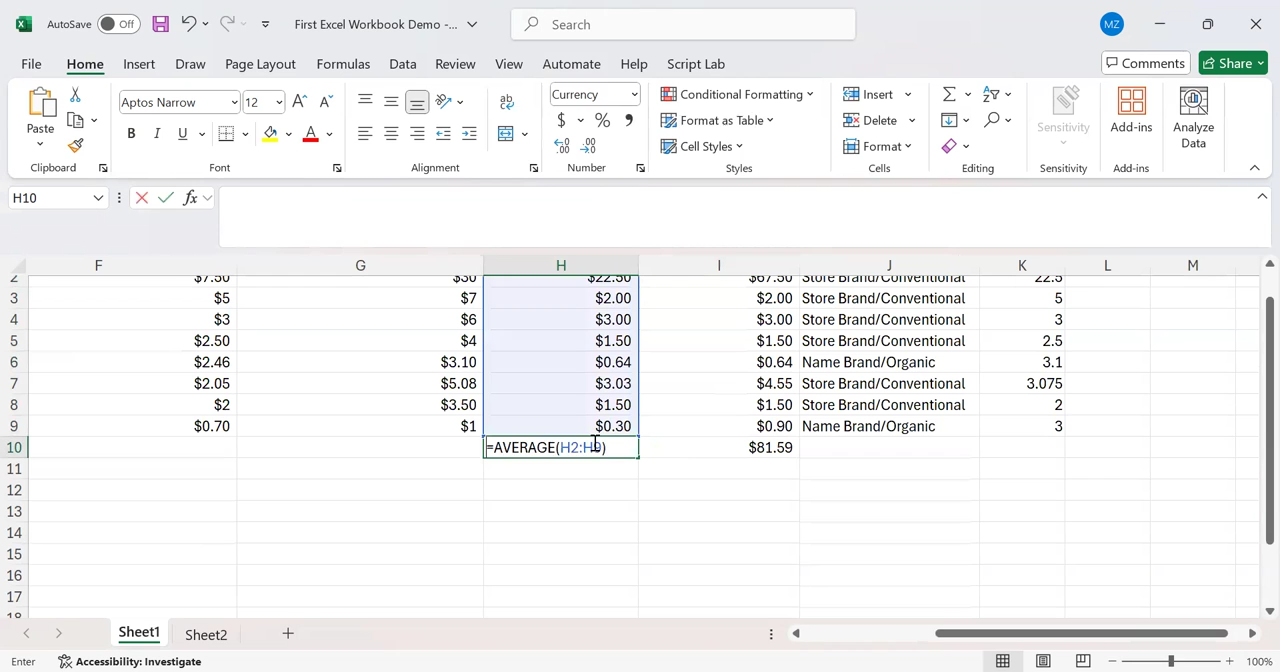 AutoSave Off First Excel Workbook Demo -... Search MZ
File Home Insert Draw Page Layout Formulas Data Review View Automate Help Script Lab Comments Share
Paste
Clipboard
Aptos Narrow 12
B I U A
Font
ab
Alignment
Currency
$ % ,
Number
Conditional Formatting
Format as Table
Cell Styles
Styles
Insert
Delete
Format
Cells
Editing
Sensitivity
Sensitivity
Add-ins
Add-ins
Analyze
Data
H10 fx
F G H I J K L M
2 $7.50 $30 $22.50 $67.50 Store Brand/Conventional 22.5
3 $5 $7 $2.00 $2.00 Store Brand/Conventional 5
4 $3 $6 $3.00 $3.00 Store Brand/Conventional 3
5 $2.50 $4 $1.50 $1.50 Store Brand/Conventional 2.5
6 $2.46 $3.10 $0.64 $0.64 Name Brand/Organic 3.1
7 $2.05 $5.08 $3.03 $4.55 Store Brand/Conventional 3.075
8 $2 $3.50 $1.50 $1.50 Store Brand/Conventional 2
9 $0.70 $1 $0.30 $0.90 Name Brand/Organic 3
10 =AVERAGE(H2:H9) $81.59
11
12
13
14
15
16
17
18
Sheet1 Sheet2
Enter Accessibility: Investigate 100%